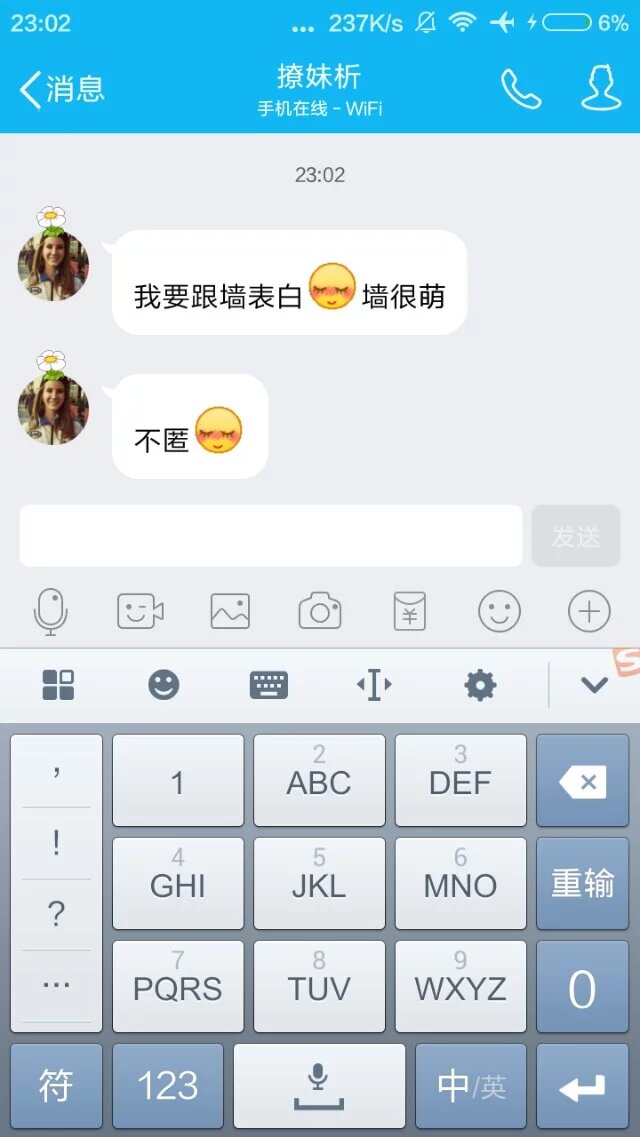 23:02 ... 237K/s 6%
消息 撩妹析
手机在线 - WiFi
23:02
我要跟墙表白 墙很萌
不匿
发送
,
1
2
ABC
3
DEF
!
4
GHI
5
JKL
6
MNO
重输
?
...
7
PQRS
8
TUV
9
WXYZ
0
符
123
中/英